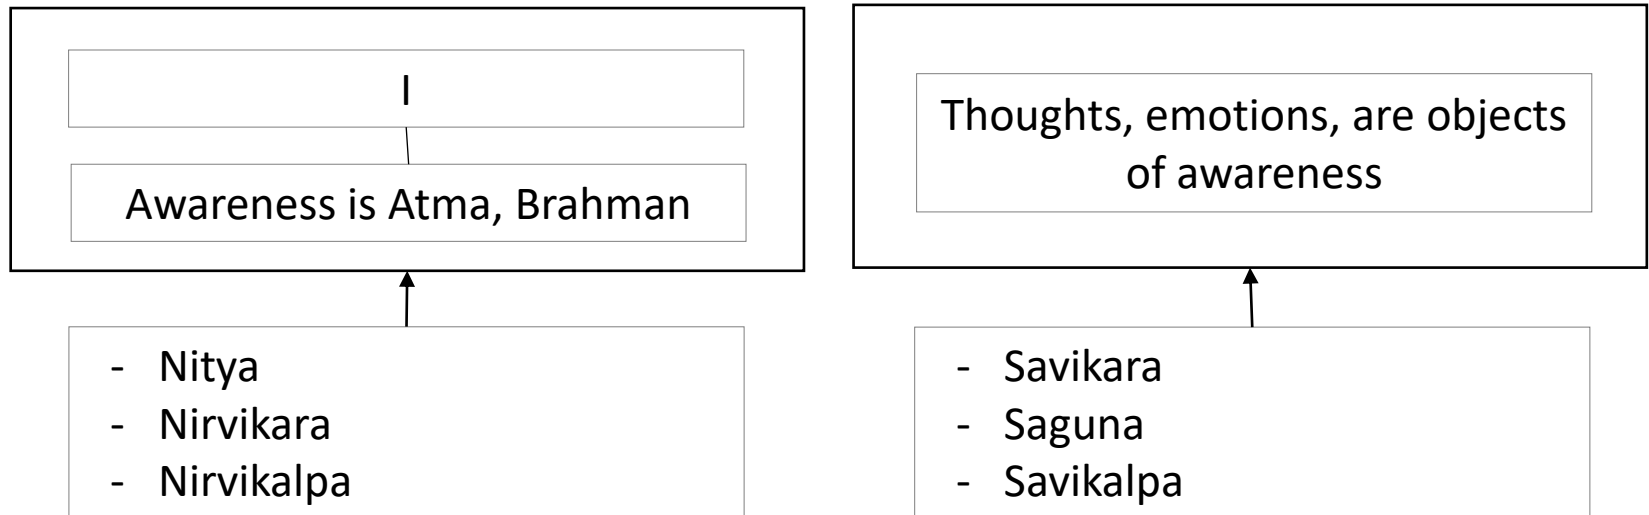 I
Awareness is Atma, Brahman
- Nitya
- Nirvikara
- Nirvikalpa
Thoughts, emotions, are objects
of awareness
- Savikara
- Saguna
- Savikalpa